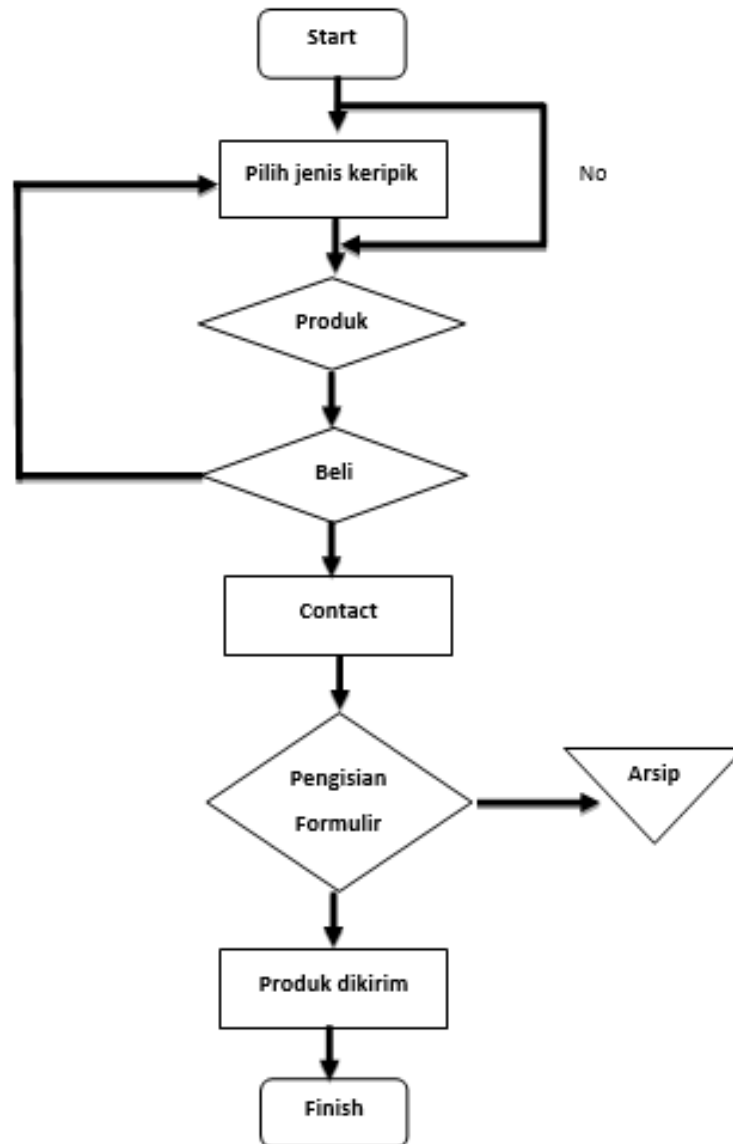 Start
Pilih jenis keripik
No
Produk
Beli
Contact
Pengisian
Formulir
Arsip
Produk dikirim
Finish